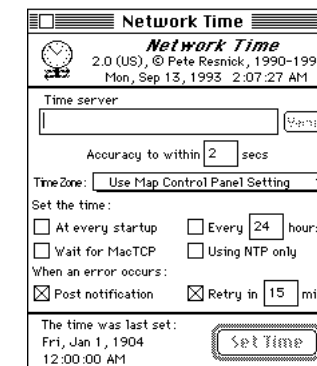 Network Time
Network Time
2.0 (US), © Pete Resnick, 1990-199
Mon, Sep 13, 1993 2:07:27 AM
Time server
Accuracy to within 2 secs
Time Zone: Use Map Control Panel Setting
Set the time:
At every startup Every 24 hours
Wait for MacTCP Using NTP only
When an error occurs:
Post notification Retry in 15 mi
The time was last set:
Fri, Jan 1, 1904
12:00:00 AM
Set Time